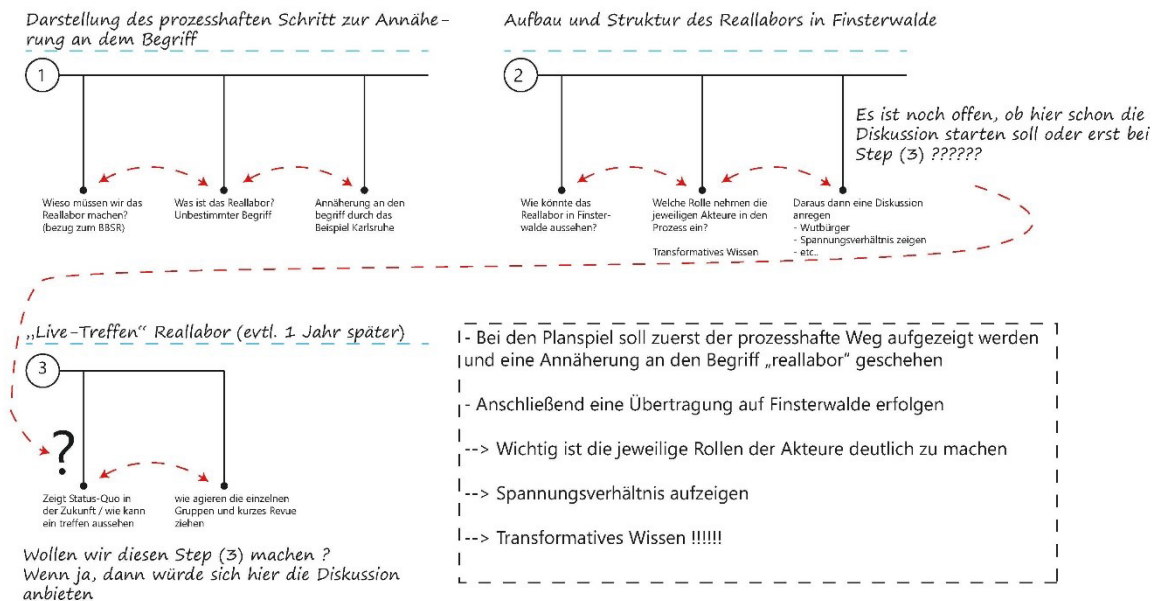 Darstellung des prozesshaften Schritt zur Annähe-
rung an dem Begriff
1
Wieso müssen wir das
Reallabor machen?
(bezug zum BBSR)
Was ist das Reallabor?
Unbestimmter Begriff
Annäherung an den
begriff durch das
Beispiel Karlsruhe
Aufbau und Struktur des Reallabors in Finsterwalde
2
Es ist noch offen, ob hier schon die
Diskussion starten soll oder erst bei
Step (3) ??????
Wie könnte das
Reallabor in Finster-
walde aussehen?
Welche Rolle nehmen die
jeweiligen Akteure in den
Prozess ein?
Transformatives Wissen
Daraus dann eine Diskussion
anregen
- Wutbürger
- Spannungsverhältnis zeigen
- etc..
„Live-Treffen“ Reallabor (evtl. 1 Jahr später)
3
?
Zeigt Status-Quo in
der Zukunft / wie kann
ein treffen aussehen
wie agieren die einzelnen
Gruppen und kurzes Revue
ziehen
Wollen wir diesen Step (3) machen ?
Wenn ja, dann würde sich hier die Diskussion
anbieten
- Bei den Planspiel soll zuerst der prozesshafte Weg aufgezeigt werden
und eine Annäherung an den Begriff „reallabor“ geschehen
- Anschließend eine Übertragung auf Finsterwalde erfolgen
--> Wichtig ist die jeweilige Rollen der Akteure deutlich zu machen
--> Spannungsverhältnis aufzeigen
--> Transformatives Wissen !!!!!!